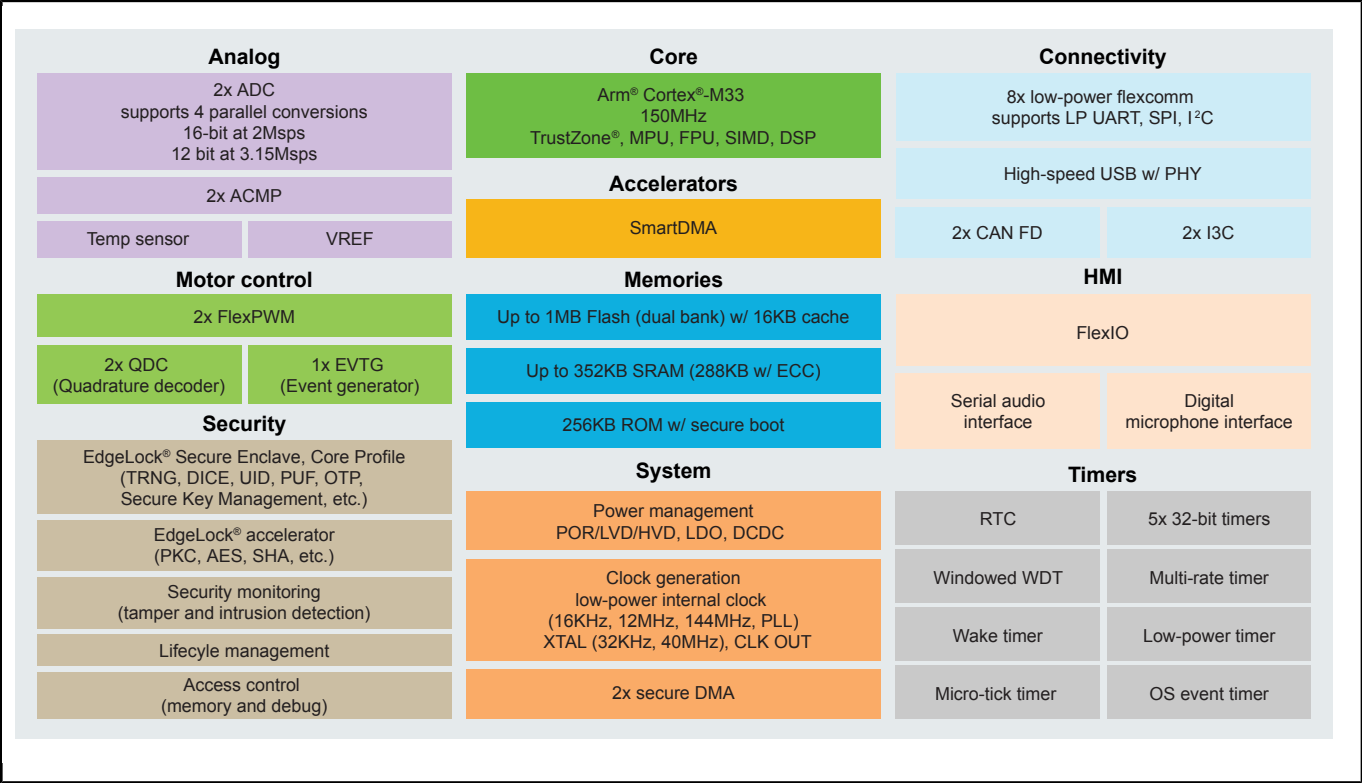 Analog
2x ADC
supports 4 parallel conversions
16-bit at 2Msps
12 bit at 3.15Msps
2x ACMP
Temp sensor
VREF
Motor control
2x FlexPWM
2x QDC
(Quadrature decoder)
1x EVTG
(Event generator)
Security
EdgeLock® Secure Enclave, Core Profile
(TRNG, DICE, UID, PUF, OTP,
Secure Key Management, etc.)
EdgeLock® accelerator
(PKC, AES, SHA, etc.)
Security monitoring
(tamper and intrusion detection)
Lifecyle management
Access control
(memory and debug)
Core
Arm® Cortex®-M33
150MHz
TrustZone®, MPU, FPU, SIMD, DSP
Accelerators
SmartDMA
Memories
Up to 1MB Flash (dual bank) w/ 16KB cache
Up to 352KB SRAM (288KB w/ ECC)
256KB ROM w/ secure boot
System
Power management
POR/LVD/HVD, LDO, DCDC
Clock generation
low-power internal clock
(16KHz, 12MHz, 144MHz, PLL)
XTAL (32KHz, 40MHz), CLK OUT
2x secure DMA
Connectivity
8x low-power flexcomm
supports LP UART, SPI, I²C
High-speed USB w/ PHY
2x CAN FD
2x I3C
HMI
FlexIO
Serial audio
interface
Digital
microphone interface
Timers
RTC
5x 32-bit timers
Windowed WDT
Multi-rate timer
Wake timer
Low-power timer
Micro-tick timer
OS event timer